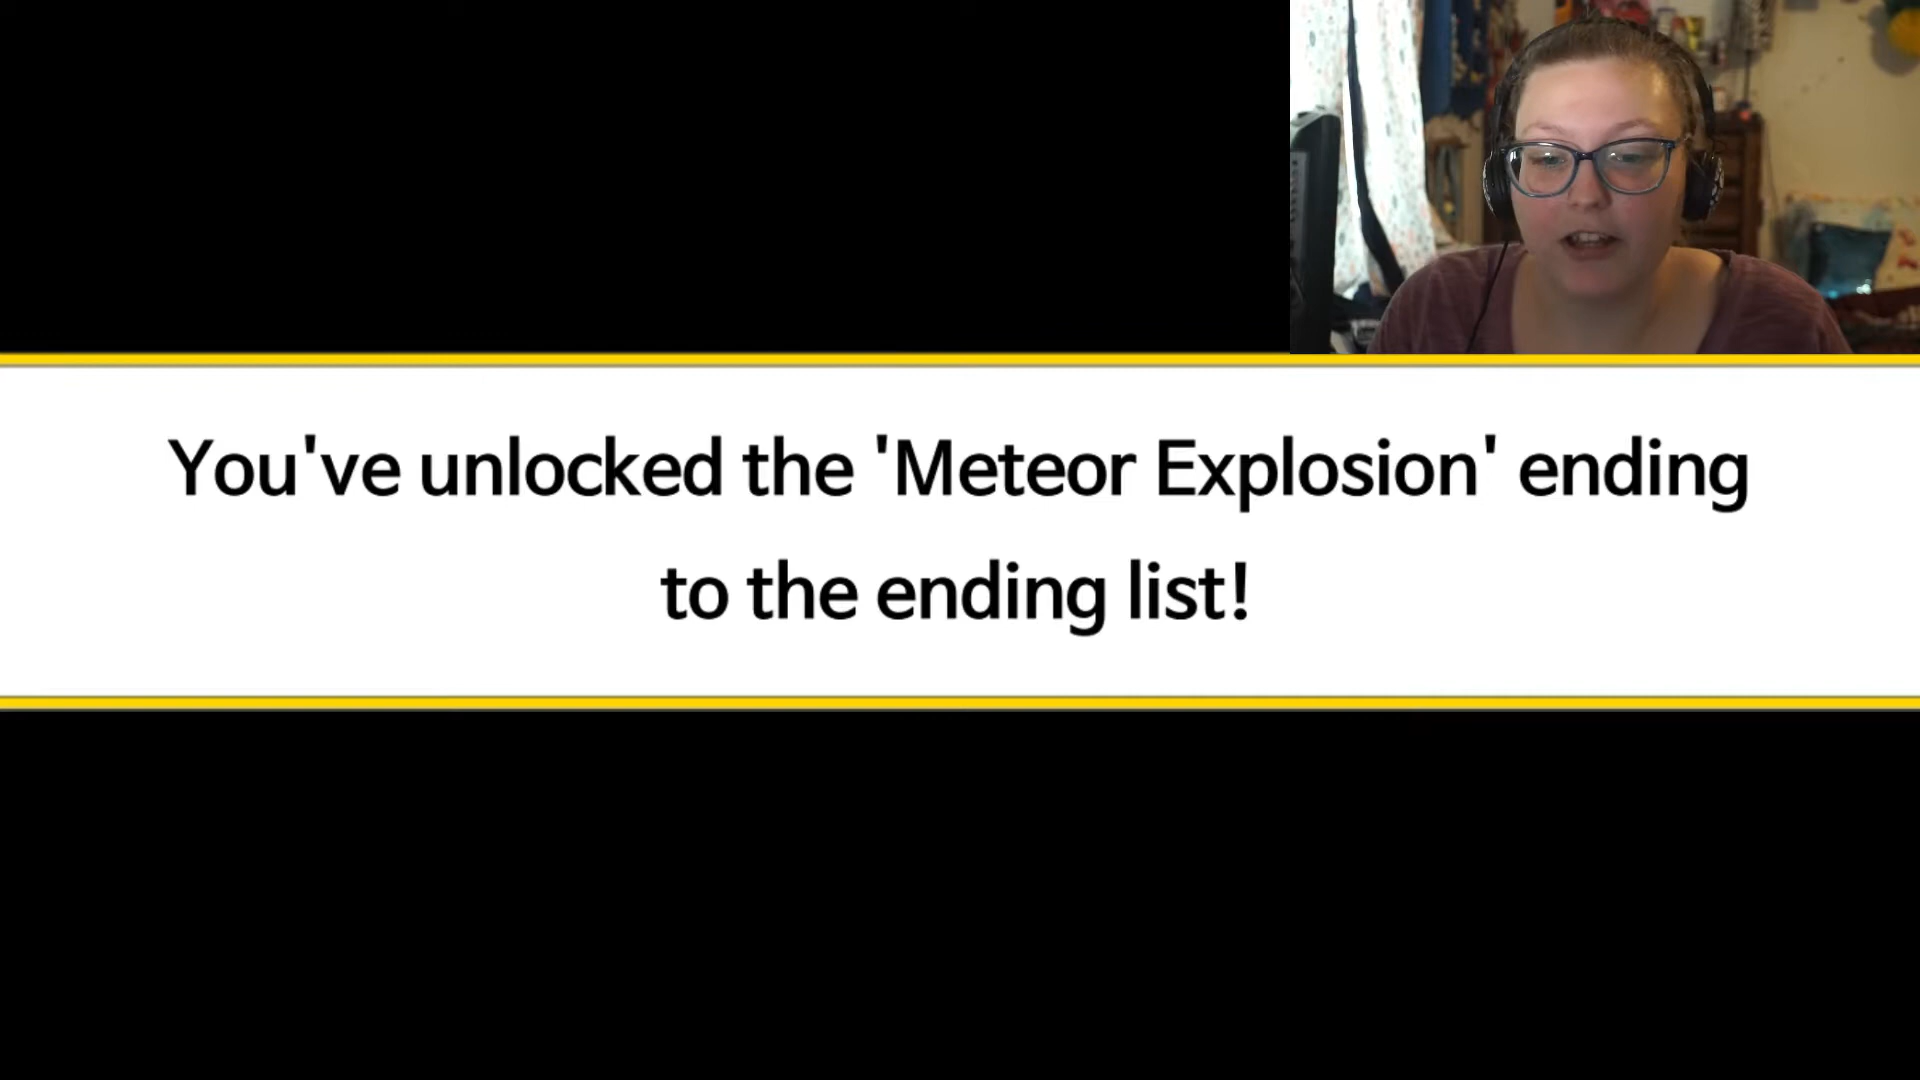 You've unlocked the 'Meteor Explosion' ending
to the ending list!